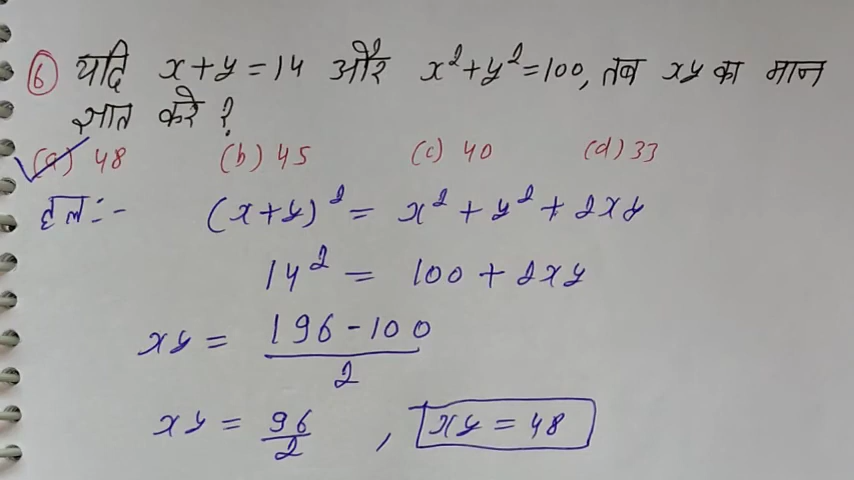 6 यदि x+y=14 और x²+y²=100, तब xy का मान
ज्ञात करे ?
(a) 48 (b) 45 (c) 40 (d) 33
हल:- (x+y)² = x²+y²+2xy
14² = 100+2xy
xy = 196-100/2
xy = 96/2 , xy = 48